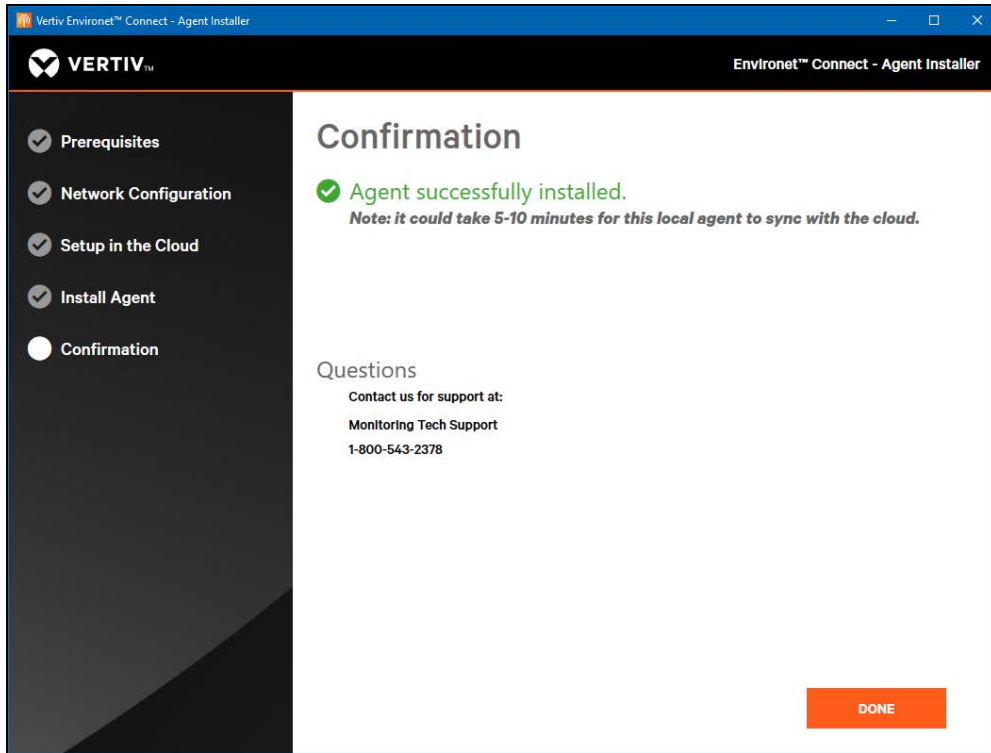 Vertiv Environet™ Connect - Agent Installer
VERTIV™
Environet™ Connect - Agent Installer
Prerequisites
Network Configuration
Setup in the Cloud
Install Agent
Confirmation
Confirmation
Agent successfully installed.
Note: it could take 5-10 minutes for this local agent to sync with the cloud.
Questions
Contact us for support at:
Monitoring Tech Support
1-800-543-2378
DONE